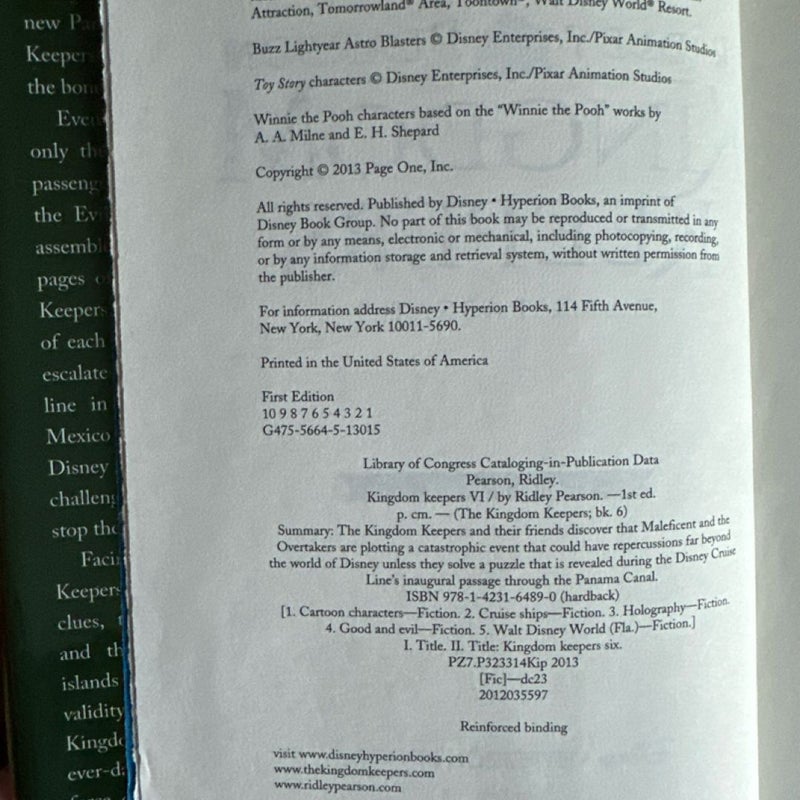 new
Keeper
the
Eve
only the
passeng
the Ev
assembl
pages
Keepers
of each
escalate
line in
Mexico
Disney
challeng
stop the
Faci
Keepers
clues,
and th
islands
validity
Kingdo
ever-d
Attraction, Tomorrowland® Area, Toontown®, Walt Disney World® Resort.
Buzz Lightyear Astro Blasters © Disney Enterprises, Inc./Pixar Animation Studios
Toy Story characters © Disney Enterprises, Inc./Pixar Animation Studios
Winnie the Pooh characters based on the “Winnie the Pooh” works by
A. A. Milne and E. H. Shepard
Copyright © 2013 Page One, Inc.
All rights reserved. Published by Disney • Hyperion Books, an imprint of
Disney Book Group. No part of this book may be reproduced or transmitted in any
form or by any means, electronic or mechanical, including photocopying, recording,
or by any information storage and retrieval system, without written permission from
the publisher.
For information address Disney • Hyperion Books, 114 Fifth Avenue,
New York, New York 10011-5690.
Printed in the United States of America
First Edition
10 9 8 7 6 5 4 3 2 1
G475-5664-5-13015
Library of Congress Cataloging-in-Publication Data
Pearson, Ridley.
Kingdom keepers VI / by Ridley Pearson. —1st ed.
p. cm. — (The Kingdom Keepers; bk. 6)
Summary: The Kingdom Keepers and their friends discover that Maleficent and the
Overtakers are plotting a catastrophic event that could have repercussions far beyond
the world of Disney unless they solve a puzzle that is revealed during the Disney Cruise
Line’s inaugural passage through the Panama Canal.
ISBN 978-1-4231-6489-0 (hardback)
[1. Cartoon characters—Fiction. 2. Cruise ships—Fiction. 3. Holography—Fiction.
4. Good and evil—Fiction. 5. Walt Disney World (Fla.)—Fiction.]
I. Title. II. Title: Kingdom keepers six.
PZ7.P323314Kip 2013
[Fic]—dc23
2012035597
Reinforced binding
visit www.disneyhyperionbooks.com
www.thekingdomkeepers.com
www.ridleypearson.com